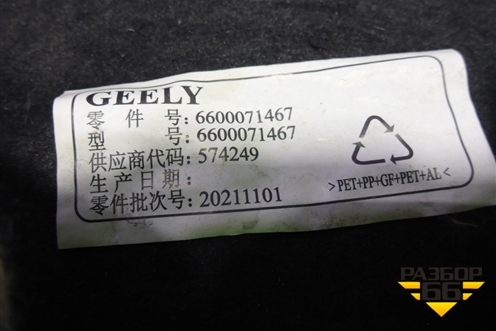 GEELY
零 件 号: 6600071467
型 号: 6600071467
供应商代码: 574249
生产日期:
零件批次号: 20211101
>PET+PP+GF+PET+AL<
РАЗБОР
66